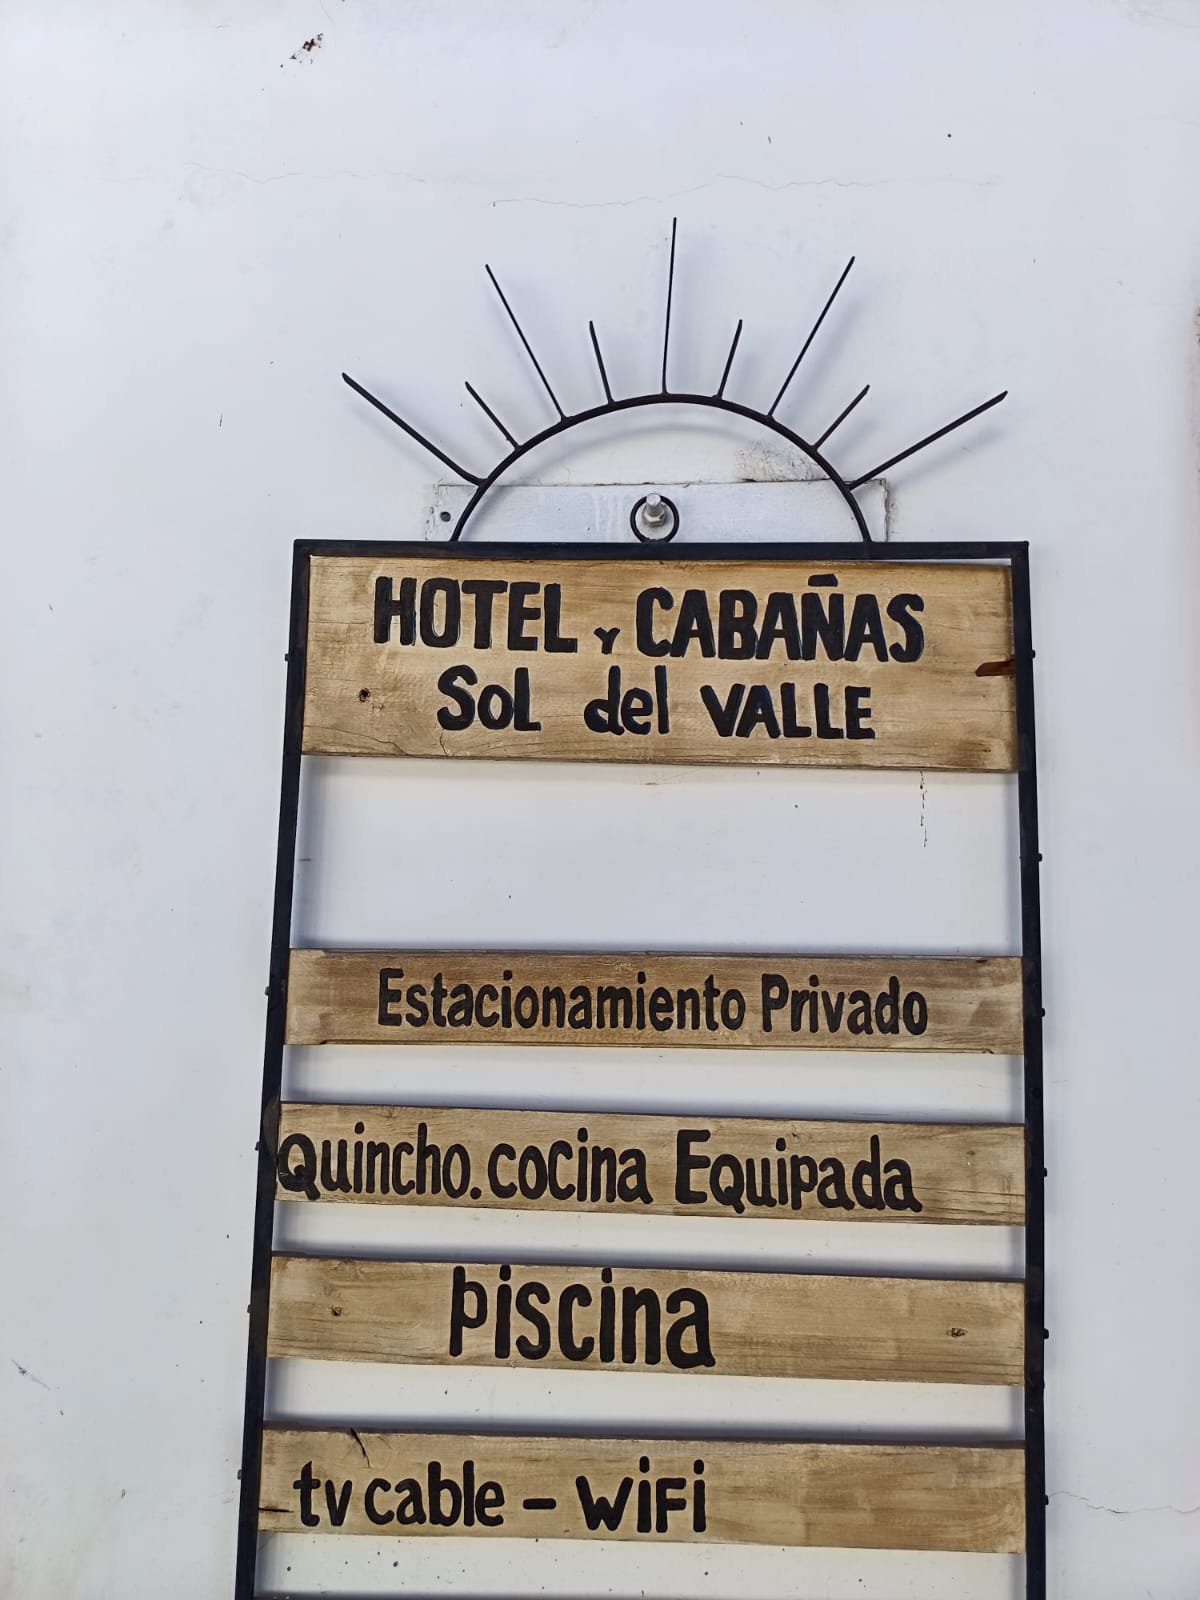 HOTEL Y CABAÑAS
SOL del VALLE
Estacionamiento Privado
Quincho. cocina Equipada
piscina
tv cable - WiFi